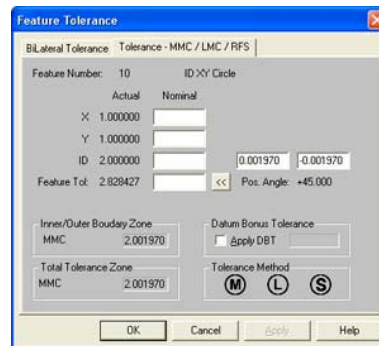 Feature Tolerance
BiLateral Tolerance Tolerance - MMC / LMC / RFS
Feature Number: 10 ID XY Circle
Actual Nominal
X 1.000000
Y 1.000000
ID 2.000000 0.001970 -0.001970
Feature Tol: 2.828427 << Pos. Angle: +45.000
Inner/Outer Boudary Zone
MMC 2.001970
Datum Bonus Tolerance
Apply DBT
Total Tolerance Zone
MMC 2.001970
Tolerance Method
M L S
OK Cancel Apply Help